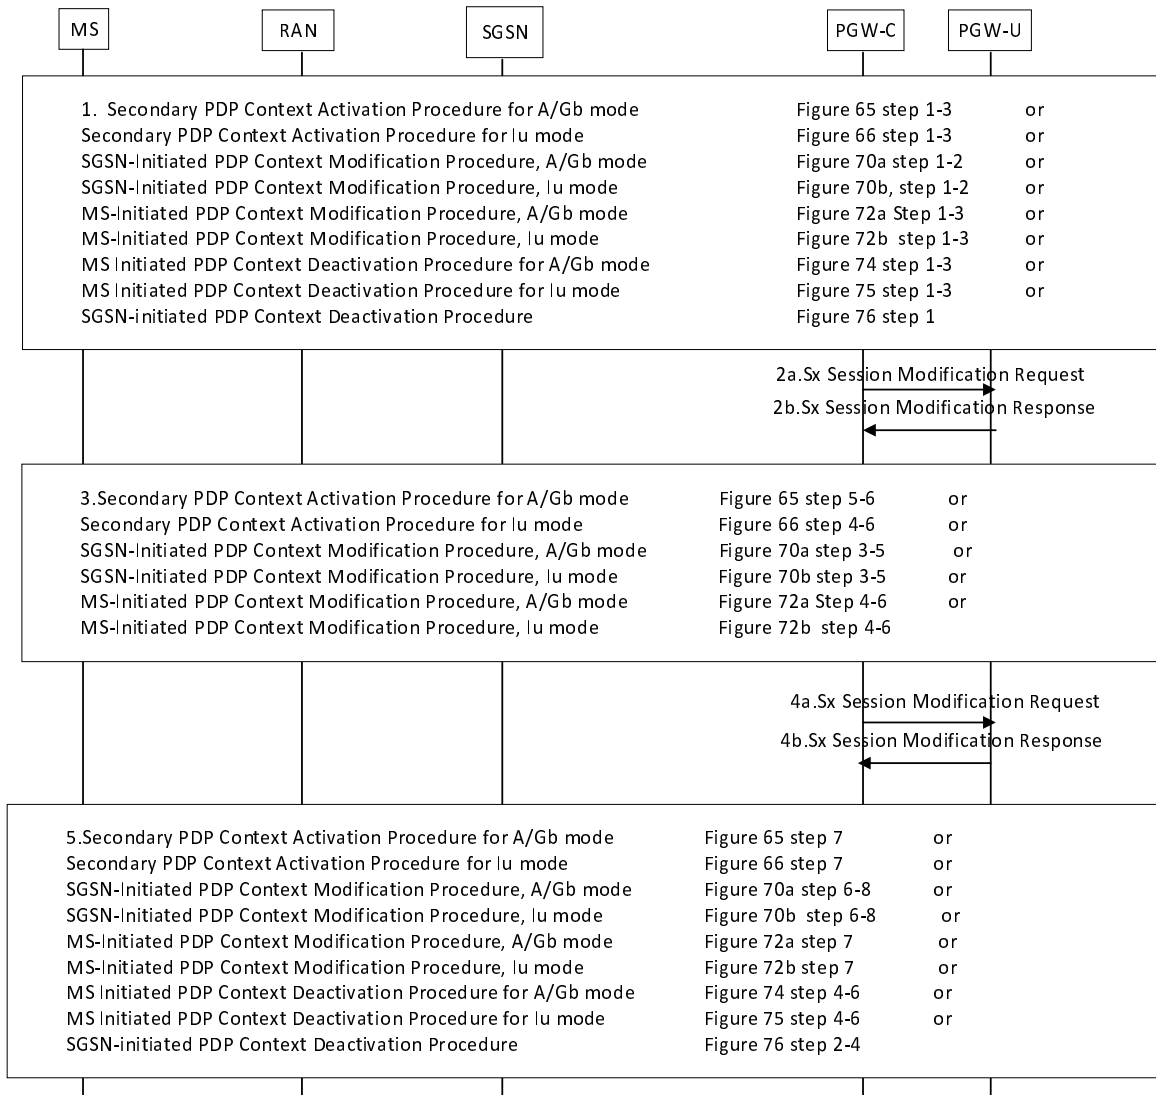 MS RAN SGSN PGW-C PGW-U
1. Secondary PDP Context Activation Procedure for A/Gb mode Figure 65 step 1-3 or
Secondary PDP Context Activation Procedure for Iu mode Figure 66 step 1-3 or
SGSN-Initiated PDP Context Modification Procedure, A/Gb mode Figure 70a step 1-2 or
SGSN-Initiated PDP Context Modification Procedure, Iu mode Figure 70b, step 1-2 or
MS-Initiated PDP Context Modification Procedure, A/Gb mode Figure 72a Step 1-3 or
MS-Initiated PDP Context Modification Procedure, Iu mode Figure 72b step 1-3 or
MS Initiated PDP Context Deactivation Procedure for A/Gb mode Figure 74 step 1-3 or
MS Initiated PDP Context Deactivation Procedure for Iu mode Figure 75 step 1-3 or
SGSN-initiated PDP Context Deactivation Procedure Figure 76 step 1
2a.Sx Session Modification Request
2b.Sx Session Modification Response
3.Secondary PDP Context Activation Procedure for A/Gb mode Figure 65 step 5-6 or
Secondary PDP Context Activation Procedure for Iu mode Figure 66 step 4-6 or
SGSN-Initiated PDP Context Modification Procedure, A/Gb mode Figure 70a step 3-5 or
SGSN-Initiated PDP Context Modification Procedure, Iu mode Figure 70b step 3-5 or
MS-Initiated PDP Context Modification Procedure, A/Gb mode Figure 72a Step 4-6 or
MS-Initiated PDP Context Modification Procedure, Iu mode Figure 72b step 4-6
4a.Sx Session Modification Request
4b.Sx Session Modification Response
5.Secondary PDP Context Activation Procedure for A/Gb mode Figure 65 step 7 or
Secondary PDP Context Activation Procedure for Iu mode Figure 66 step 7 or
SGSN-Initiated PDP Context Modification Procedure, A/Gb mode Figure 70a step 6-8 or
SGSN-Initiated PDP Context Modification Procedure, Iu mode Figure 70b step 6-8 or
MS-Initiated PDP Context Modification Procedure, A/Gb mode Figure 72a step 7 or
MS-Initiated PDP Context Modification Procedure, Iu mode Figure 72b step 7 or
MS Initiated PDP Context Deactivation Procedure for A/Gb mode Figure 74 step 4-6 or
MS Initiated PDP Context Deactivation Procedure for Iu mode Figure 75 step 4-6 or
SGSN-initiated PDP Context Deactivation Procedure Figure 76 step 2-4